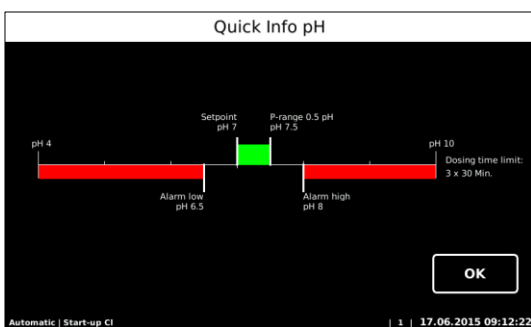 Quick Info pH
Setpoint
pH 7
P-range 0.5 pH
pH 7.5
pH 4
pH 10
Dosing time limit:
3 x 30 Min.
Alarm low
pH 6.5
Alarm high
pH 8
OK
Automatic | Start-up Cl
| 1 | 17.06.2015 09:12:22